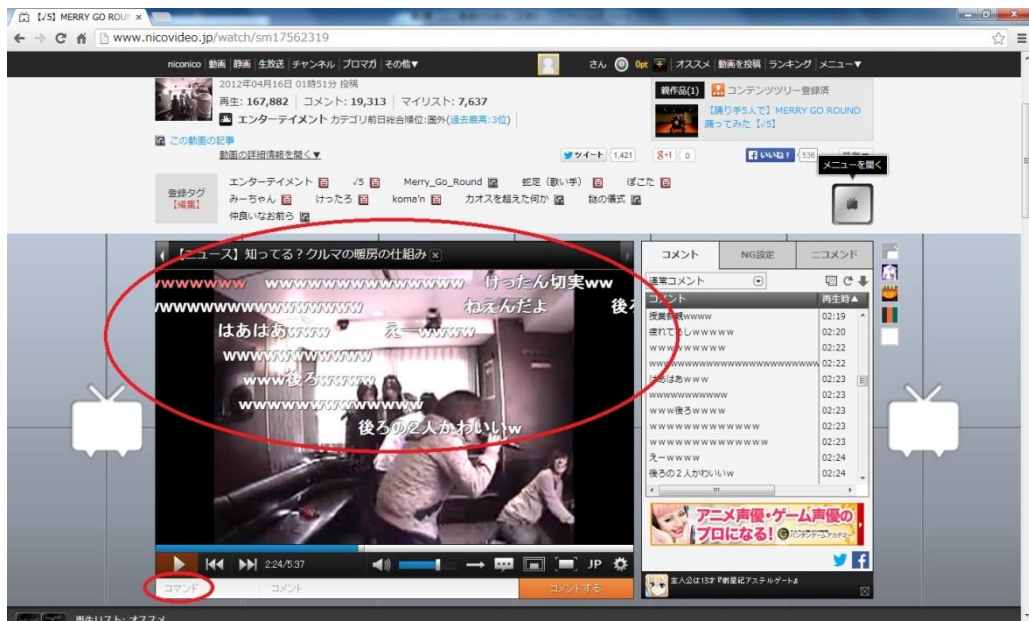 【√5】MERRY GO ROUN
www.nicovideo.jp/watch/sm17562319
niconico 動画 静画 生放送 チャンネル ブロマガ その他▼
さん 0pt + オススメ 動画を投稿 ランキング メニュー▼
2012年04月16日 01時51分 投稿
再生: 167,882 コメント: 19,313 マイリスト: 7,637
エンターテイメント カテゴリ前日総合順位:圏外(過去最高:3位)
この動画の記事
動画の詳細情報を開く▼
親作品(1) コンテンツツリー登録済
【踊り手5人で】MERRY GO ROUND
踊ってみた【√5】
ツイート 1,421 g+1 0 いいね! 536
メニューを開く
登録タグ
【編集】
エンターテイメント 百 √5 百 Merry_Go_Round 蛇足（歌い手） 百 ぽこた 百
みーちゃん 百 けったろ 百 koma'n 百 カオスを超えた何か 謎の儀式
仲良いなお前ら
【ニュース】知ってる？クルマの暖房の仕組み
wwwwwww wwwwwwwwwwwwwww けったん切実ww
wwwwwwwwwwwwwwwww ねえんだよ 後ろ
はあはあwwww えーwwwww
wwwwwwwwwwwww
www後ろwwwww
wwwwwwwwwwwwww
後ろの２人かわいいw
2:24/5:37 JP
コマンド コメント コメントする
コメント NG設定 ニコメンド
通常コメント
コメント 再生時▲
授業参観wwww 02:19
疲れてるしwwwww 02:20
wwwwwwwww 02:22
wwwwwwwwwwwwwwwwwwwwwwww 02:22
はあはあwww 02:23
wwwwwwwwwwww 02:23
www後ろwwww 02:23
wwwwwwwwwwwwww 02:23
wwwwwwwwwwwwwww 02:23
えーwwww 02:24
後ろの２人かわいいw 02:24
アニメ声優・ゲーム声優の
プロになる!
主人公は13才『創星紀アステルゲート』
再生リスト: オススメ